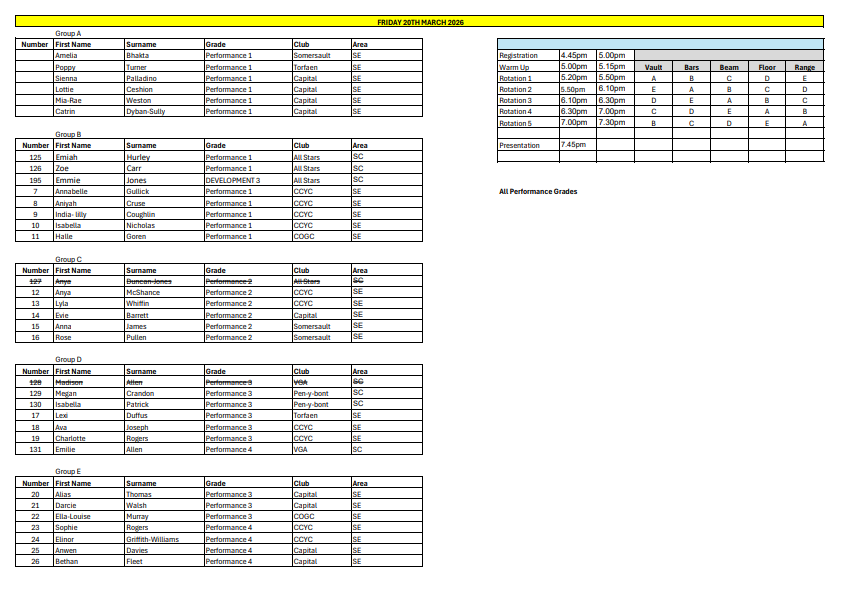 FRIDAY 20TH MARCH 2026
Group A
Number First Name Surname Grade Club Area
Amelia Bhakta Performance 1 Somersault SE
Poppy Turner Performance 1 Torfaen SE
Sienna Palladino Performance 1 Capital SE
Lottie Ceshion Performance 1 Capital SE
Mia-Rae Weston Performance 1 Capital SE
Catrin Dyban-Sully Performance 1 Capital SE
Group B
Number First Name Surname Grade Club Area
125 Emiah Hurley Performance 1 All Stars SC
126 Zoe Carr Performance 1 All Stars SC
195 Emmie Jones DEVELOPMENT 3 All Stars SC
7 Annabelle Gullick Performance 1 CCYC SE
8 Aniyah Cruse Performance 1 CCYC SE
9 India- lilly Coughlin Performance 1 CCYC SE
10 Isabella Nicholas Performance 1 CCYC SE
11 Halle Goren Performance 1 COGC SE
Group C
Number First Name Surname Grade Club Area
127 Anya Duncan-Jones Performance 2 All Stars SC
12 Anya McShance Performance 2 CCYC SE
13 Lyla Whiffin Performance 2 CCYC SE
14 Evie Barrett Performance 2 Capital SE
15 Anna James Performance 2 Somersault SE
16 Rose Pullen Performance 2 Somersault SE
Group D
Number First Name Surname Grade Club Area
128 Madison Allen Performance 3 VGA SC
129 Megan Crandon Performance 3 Pen-y-bont SC
130 Isabella Patrick Performance 3 Pen-y-bont SC
17 Lexi Duffus Performance 3 Torfaen SE
18 Ava Joseph Performance 3 CCYC SE
19 Charlotte Rogers Performance 3 CCYC SE
131 Emilie Allen Performance 4 VGA SC
Group E
Number First Name Surname Grade Club Area
20 Alias Thomas Performance 3 Capital SE
21 Darcie Walsh Performance 3 Capital SE
22 Ella-Louise Murray Performance 3 COGC SE
23 Sophie Rogers Performance 4 CCYC SE
24 Elinor Griffith-Williams Performance 4 CCYC SE
25 Anwen Davies Performance 4 Capital SE
26 Bethan Fleet Performance 4 Capital SE
Registration 4.45pm 5.00pm
Warm Up 5.00pm 5.15pm Vault Bars Beam Floor Range
Rotation 1 5.20pm 5.50pm A B C D E
Rotation 2 5.50pm 6.10pm E A B C D
Rotation 3 6.10pm 6.30pm D E A B C
Rotation 4 6.30pm 7.00pm C D E A B
Rotation 5 7.00pm 7.30pm B C D E A
Presentation 7.45pm
All Performance Grades